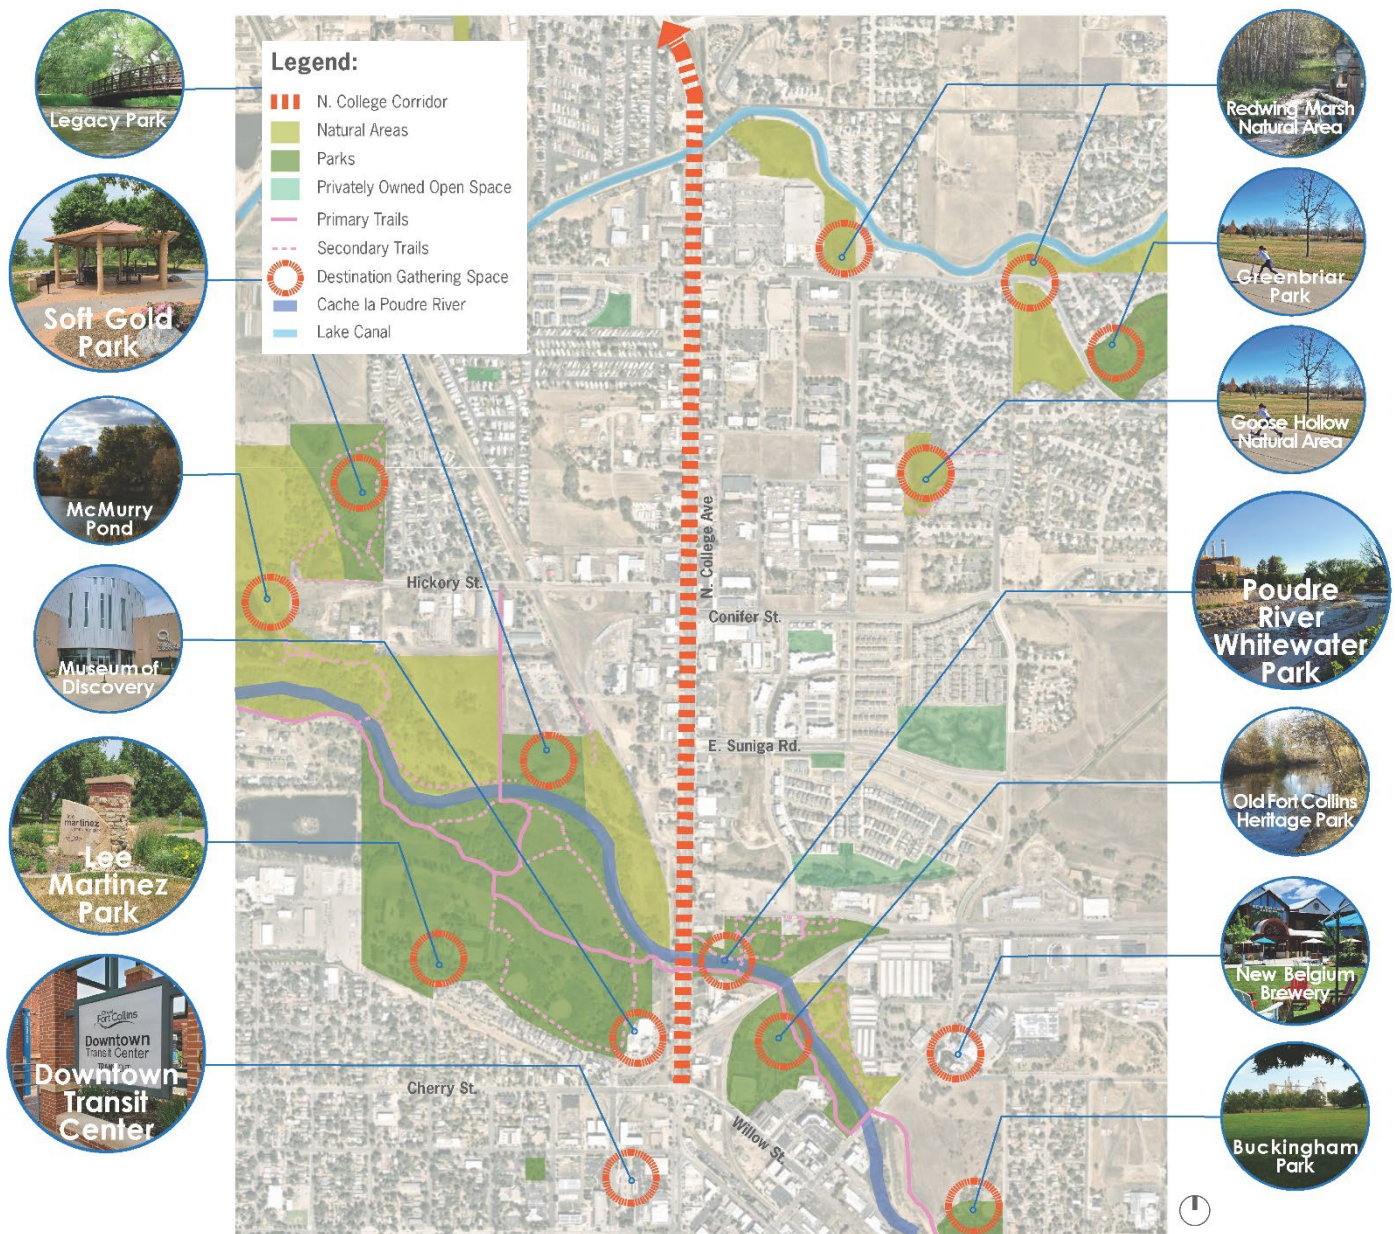 Legacy Park
Soft Gold
Park
McMurry
Pond
Museum of
Discovery
martinez
Lee
Martinez
Park
City of
Fort Collins
Downtown
Transit Center
Downtown
Transit
Center
Legend:
N. College Corridor
Natural Areas
Parks
Privately Owned Open Space
Primary Trails
Secondary Trails
Destination Gathering Space
Cache la Poudre River
Lake Canal
Hickory St.
N. College Ave
Conifer St.
E. Suniga Rd.
Cherry St.
Willow St.
Redwing Marsh
Natural Area
Greenbriar
Park
Goose Hollow
Natural Area
Poudre
River
Whitewater
Park
Old Fort Collins
Heritage Park
New Belgium
Brewery
Buckingham
Park